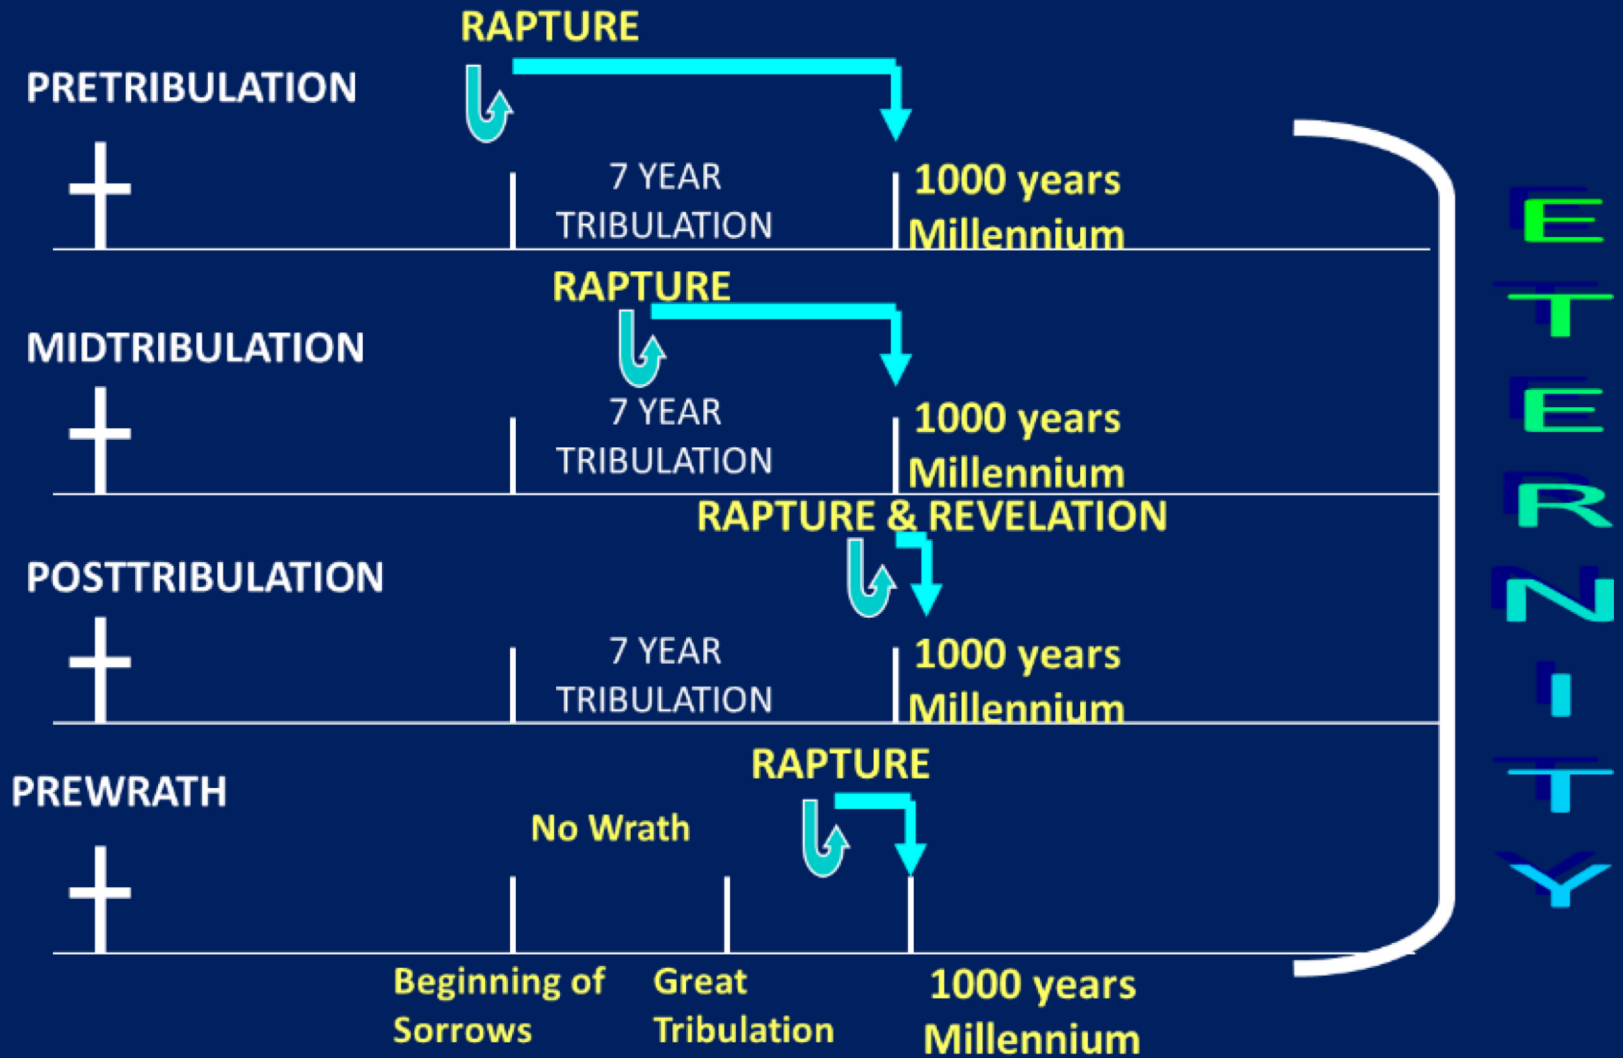 RAPTURE
PRETRIBULATION
7 YEAR
TRIBULATION
1000 years
Millennium
RAPTURE
MIDTRIBULATION
7 YEAR
TRIBULATION
1000 years
Millennium
RAPTURE & REVELATION
POSTTRIBULATION
7 YEAR
TRIBULATION
1000 years
Millennium
RAPTURE
PREWRATH
No Wrath
Beginning of
Sorrows
Great
Tribulation
1000 years
Millennium
ETERNITY